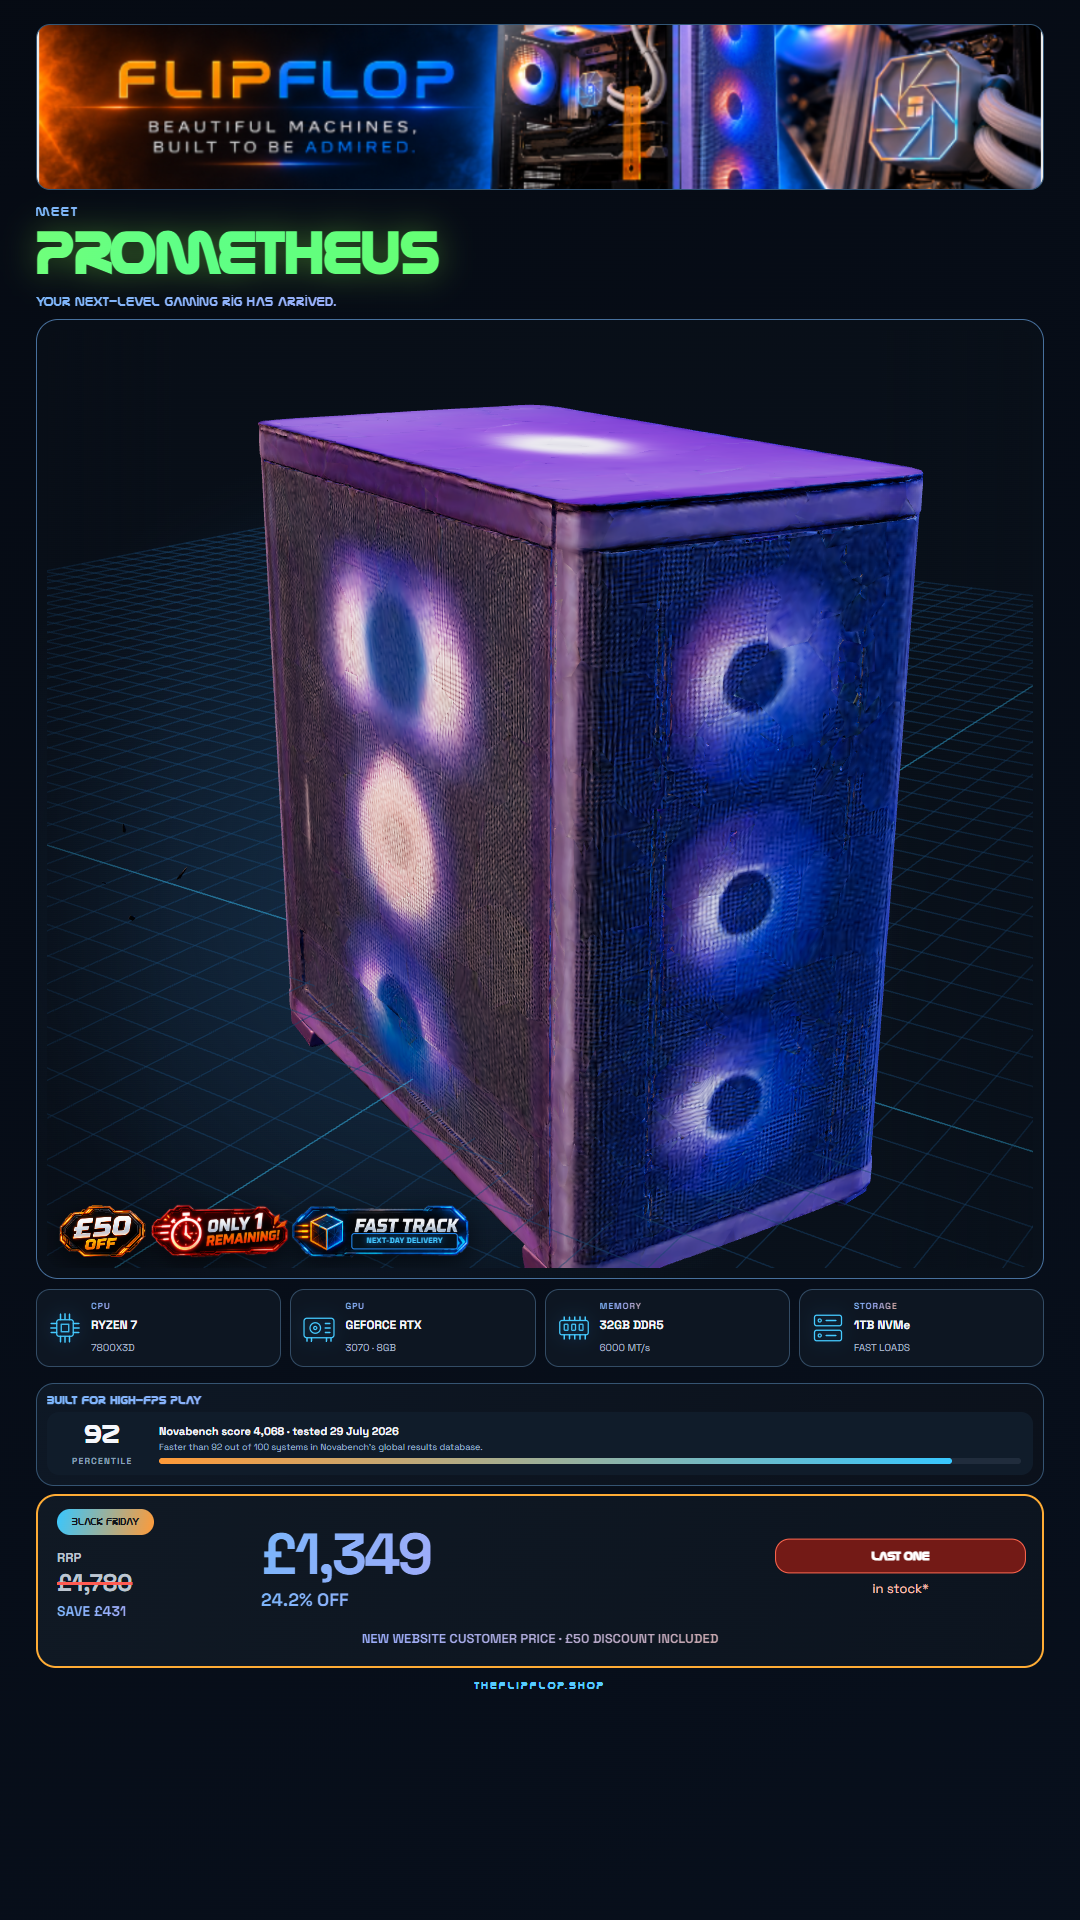 FLIPFLOP
BEAUTIFUL MACHINES,
BUILT TO BE ADMIRED.
MEET
PROMETHEUS
YOUR NEXT-LEVEL GAMING RIG HAS ARRIVED.
£50 OFF
ONLY 1 REMAINING!
FAST TRACK
NEXT-DAY DELIVERY
CPU
RYZEN 7
7800X3D
GPU
GEFORCE RTX
3070 · 8GB
MEMORY
32GB DDR5
6000 MT/s
STORAGE
1TB NVMe
FAST LOADS
BUILT FOR HIGH-FPS PLAY
92
PERCENTILE
Novabench score 4,068 · tested 29 July 2026
Faster than 92 out of 100 systems in Novabench's global results database.
BLACK FRIDAY
RRP
£1,780
SAVE £431
£1,349
24.2% OFF
LAST ONE
in stock*
NEW WEBSITE CUSTOMER PRICE · £50 DISCOUNT INCLUDED
THEFLIPFLOP.SHOP